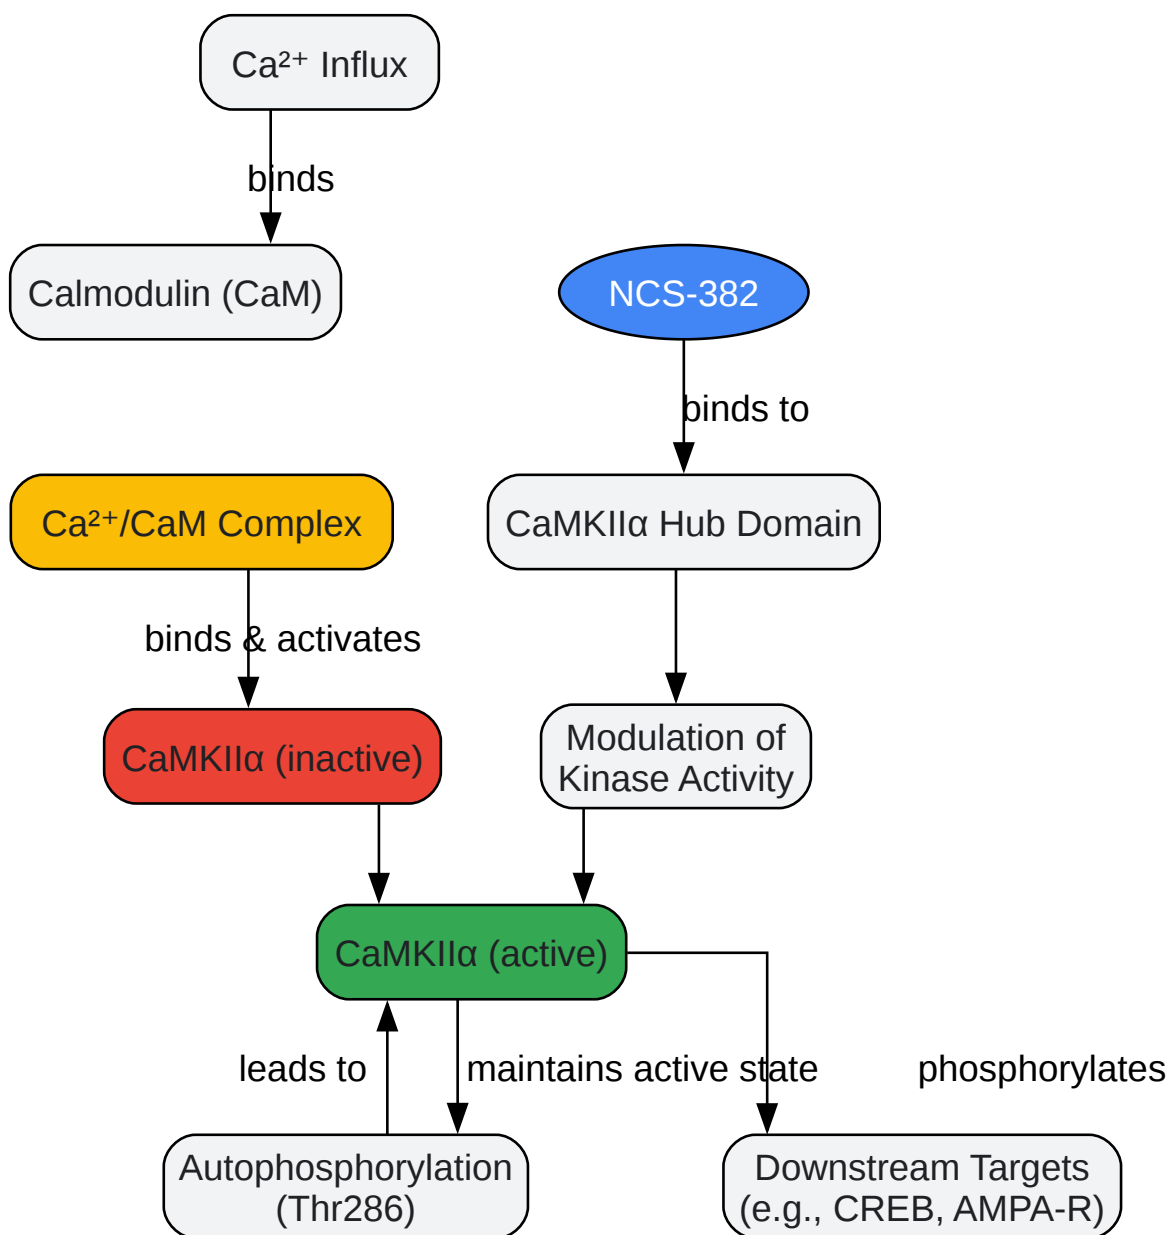 Ca²⁺ Influx
binds
Calmodulin (CaM)
NCS-382
binds to
Ca²⁺/CaM Complex
CaMKIIα Hub Domain
binds & activates
CaMKIIα (inactive)
Modulation of
Kinase Activity
CaMKIIα (active)
leads to
maintains active state
phosphorylates
Autophosphorylation
(Thr286)
Downstream Targets
(e.g., CREB, AMPA-R)